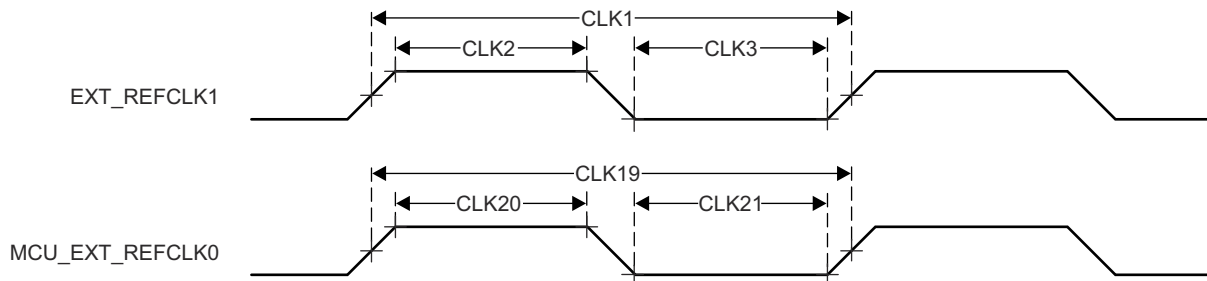 CLK1
CLK2 CLK3
EXT_REFCLK1
CLK19
CLK20 CLK21
MCU_EXT_REFCLK0